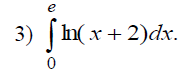 3) ∫₀ᵉ ln( x + 2)dx.